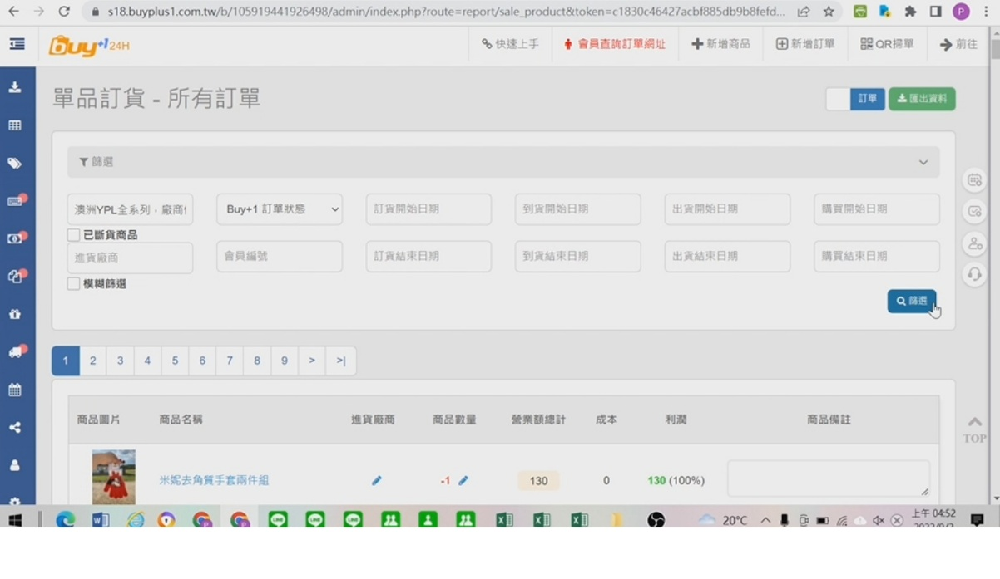 s18.buyplus1.com.tw/b/105919441926498/admin/index.php?route=report/sale_product&token=c1830c46427acbf885db9b8fefd...
P
Buy+1 24H
快速上手
會員查詢訂單網址
新增商品
新增訂單
QR掃單
前往
單品訂貨 - 所有訂單
訂單
匯出資料
篩選
澳洲YPL全系列，廠商
Buy+1 訂單狀態
訂貨開始日期
到貨開始日期
出貨開始日期
購買開始日期
已斷貨商品
進貨廠商
會員編號
訂貨結束日期
到貨結束日期
出貨結束日期
購買結束日期
模糊篩選
篩選
1 2 3 4 5 6 7 8 9 > >|
商品圖片 商品名稱 進貨廠商 商品數量 營業額總計 成本 利潤 商品備註
TOP
米妮去角質手套兩件組 -1 130 0 130 (100%)
20°C
上午 04:52